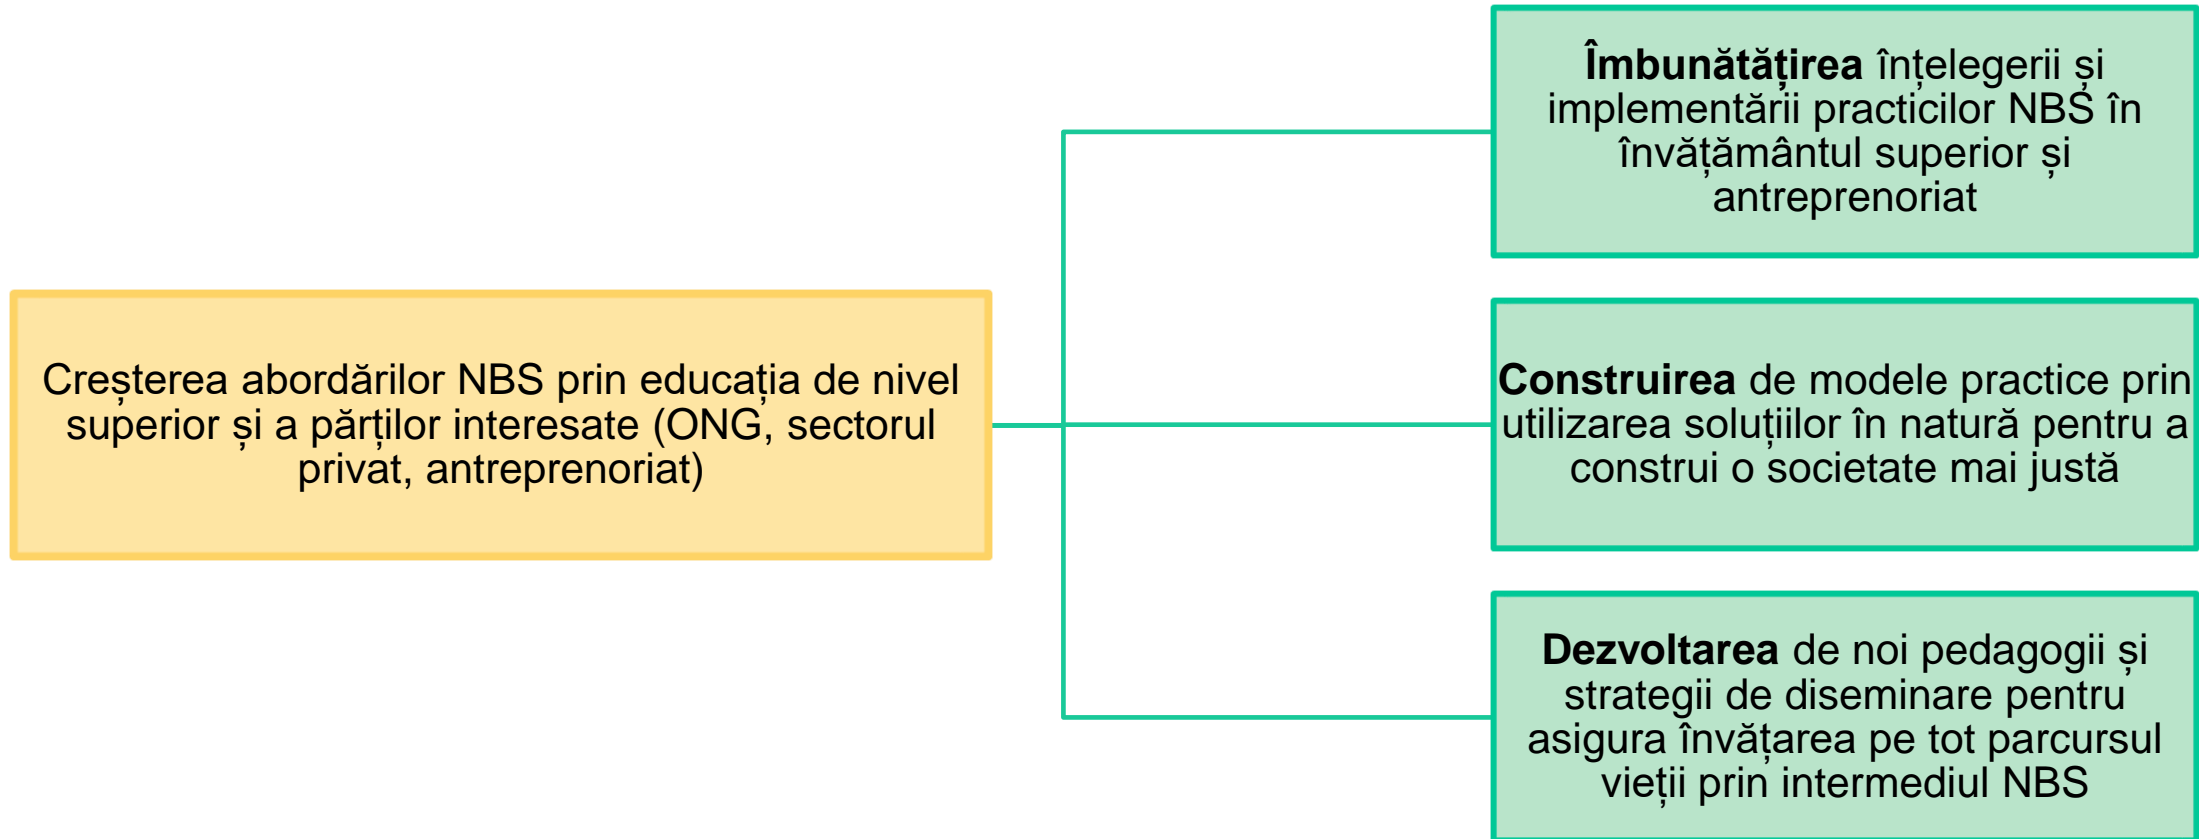 Îmbunătățirea înțelegerii și
implementării practicilor NBS în
învățământul superior și
antreprenoriat
Creșterea abordărilor NBS prin educația de nivel
superior și a părților interesate (ONG, sectorul
privat, antreprenoriat)
Construirea de modele practice prin
utilizarea soluțiilor în natură pentru a
construi o societate mai justă
Dezvoltarea de noi pedagogii și
strategii de diseminare pentru
asigura învățarea pe tot parcursul
vieții prin intermediul NBS